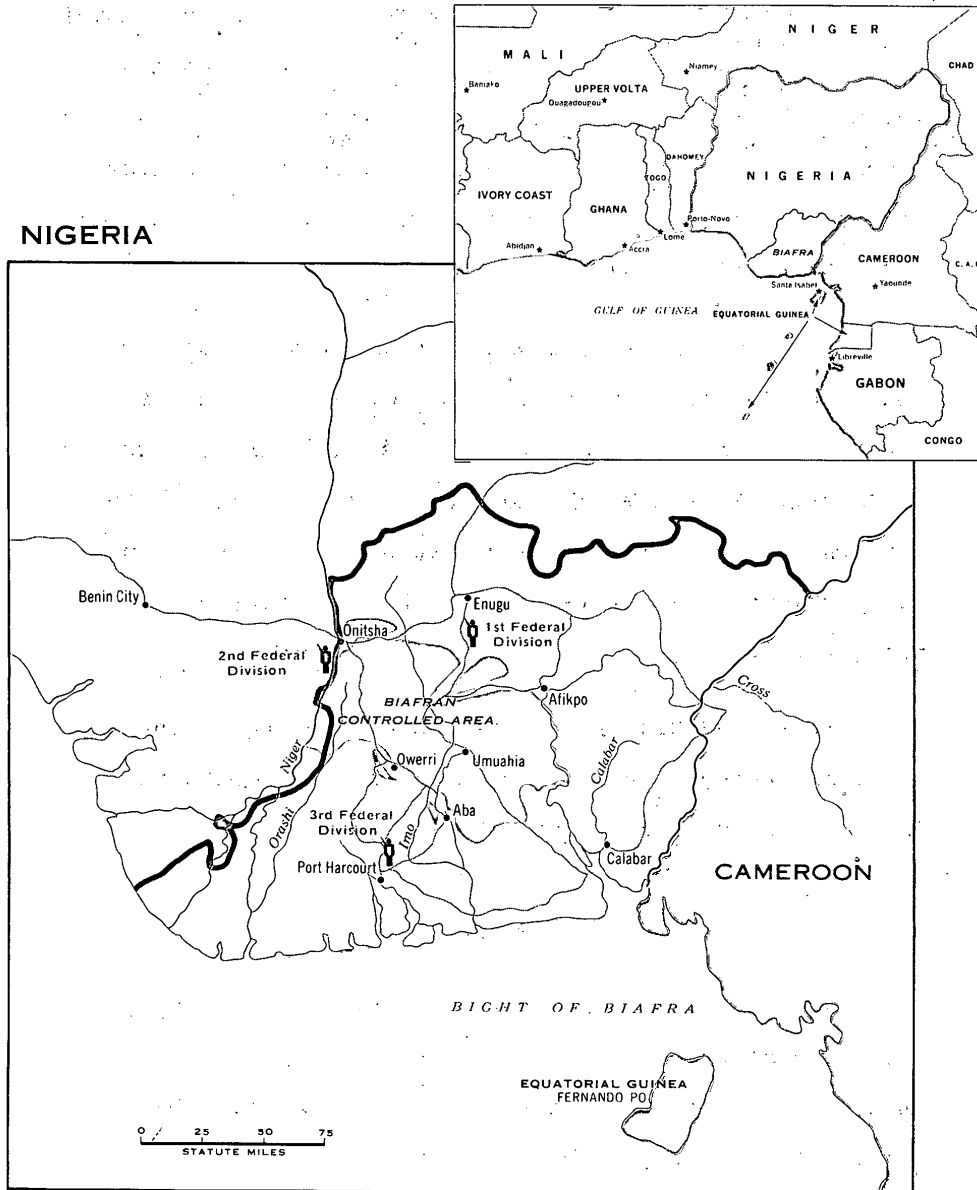 NIGER
MALI
CHAD
Niamey
Bamako
UPPER VOLTA
Ouagadougou
DAHOMEY
TOGO
NIGERIA
IVORY COAST
GHANA
Porto-Novo
Lome
Abidjan
Accra
BIAFRA
CAMEROON
Santa Isabel
Yaounde
GULF OF GUINEA
EQUATORIAL GUINEA
Libreville
GABON
CONGO
NIGERIA
Benin City
Enugu
Onitsha
1st Federal
Division
2nd Federal
Division
Cross
Afikpo
BIAFRAN
CONTROLLED AREA
Niger
Owerri
Umuahia
Calabar
Orashi
3rd Federal
Division
Imo
Aba
Calabar
Port Harcourt
CAMEROON
BIGHT OF BIAFRA
EQUATORIAL GUINEA
FERNANDO PO
0 25 50 75
STATUTE MILES